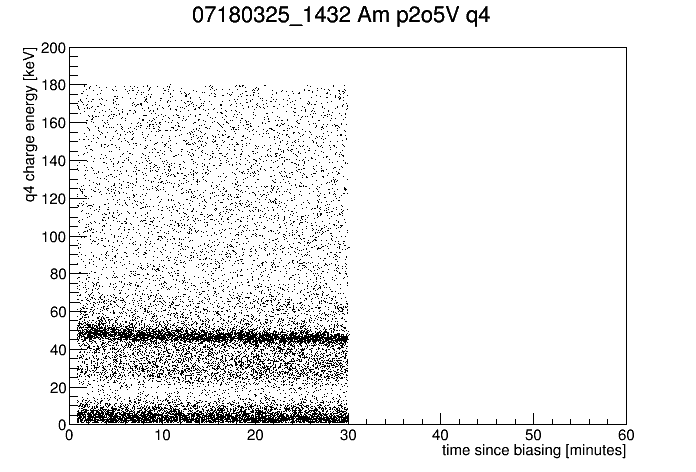 07180325_1432 Am p2o5V q4
q4 charge energy [keV]
200
180
160
140
120
100
80
60
40
20
0
0 10 20 30 40 50 60
time since biasing [minutes]